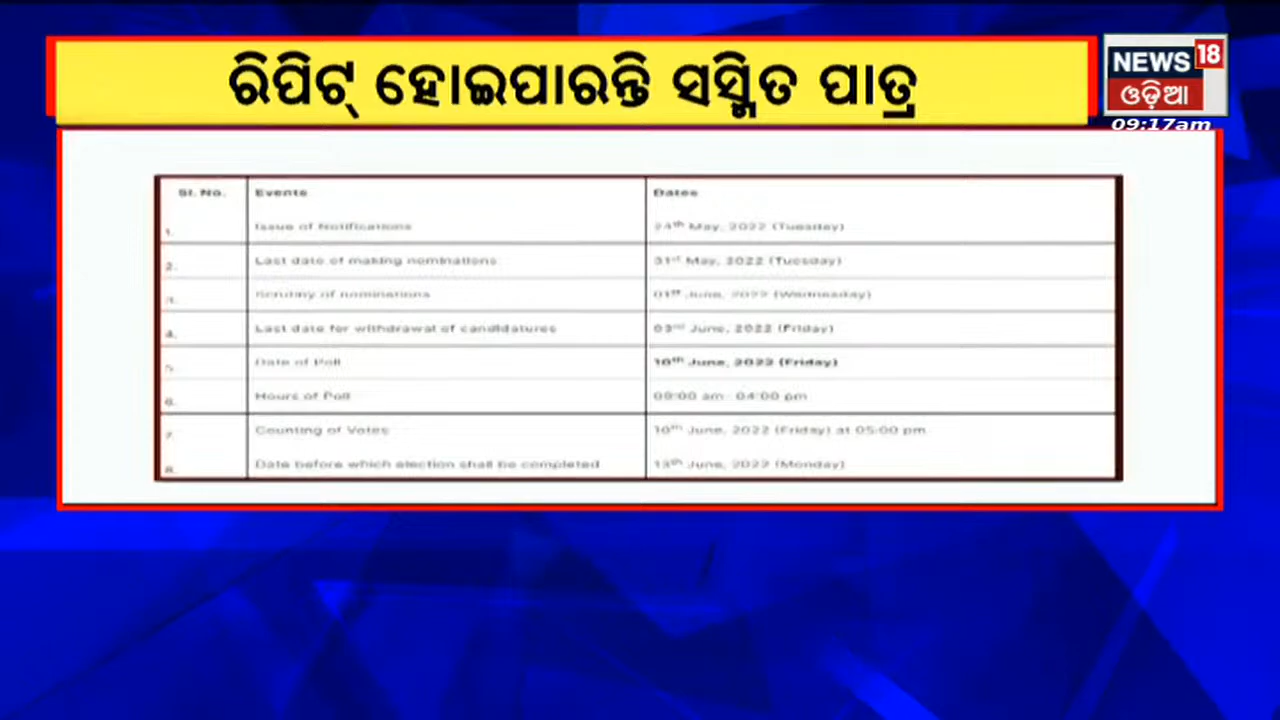 ରିପିଟ୍ ହୋଇପାରନ୍ତି ସସ୍ମିତ ପାତ୍ର
NEWS 18
ଓଡ଼ିଆ
09:17am
Sl. No. Events Dates
1. Issue of Notifications 24th May, 2022 (Tuesday)
2. Last date of making nominations 31st May, 2022 (Tuesday)
3. Scrutiny of nominations 01st June, 2022 (Wednesday)
4. Last date for withdrawal of candidatures 03rd June, 2022 (Friday)
5. Date of Poll 10th June, 2022 (Friday)
6. Hours of Poll 09:00 am- 04:00 pm
7. Counting of Votes 10th June, 2022 (Friday) at 05:00 pm
8. Date before which election shall be completed 13th June, 2022 (Monday)